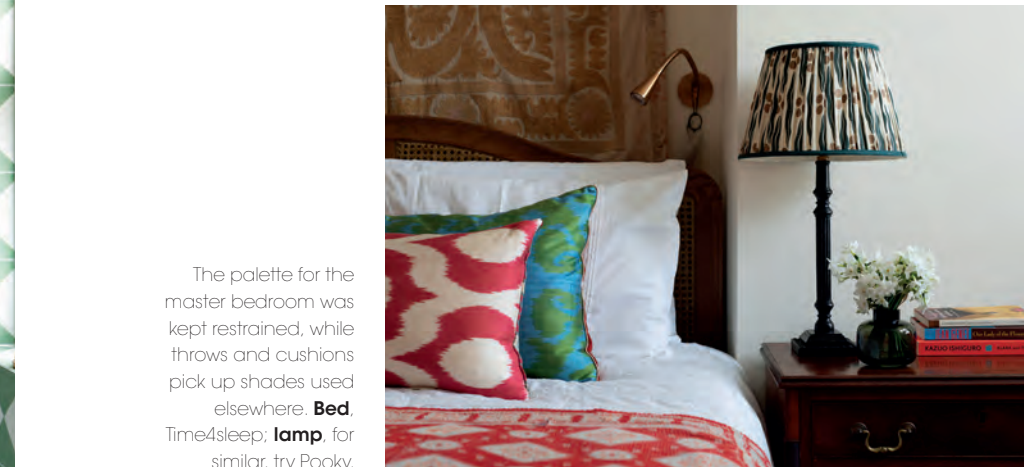 The palette for the
master bedroom was
kept restrained, while
throws and cushions
pick up shades used
elsewhere. Bed,
Time4sleep; lamp, for
similar, try Pooky.
KAZUO ISHIGURO